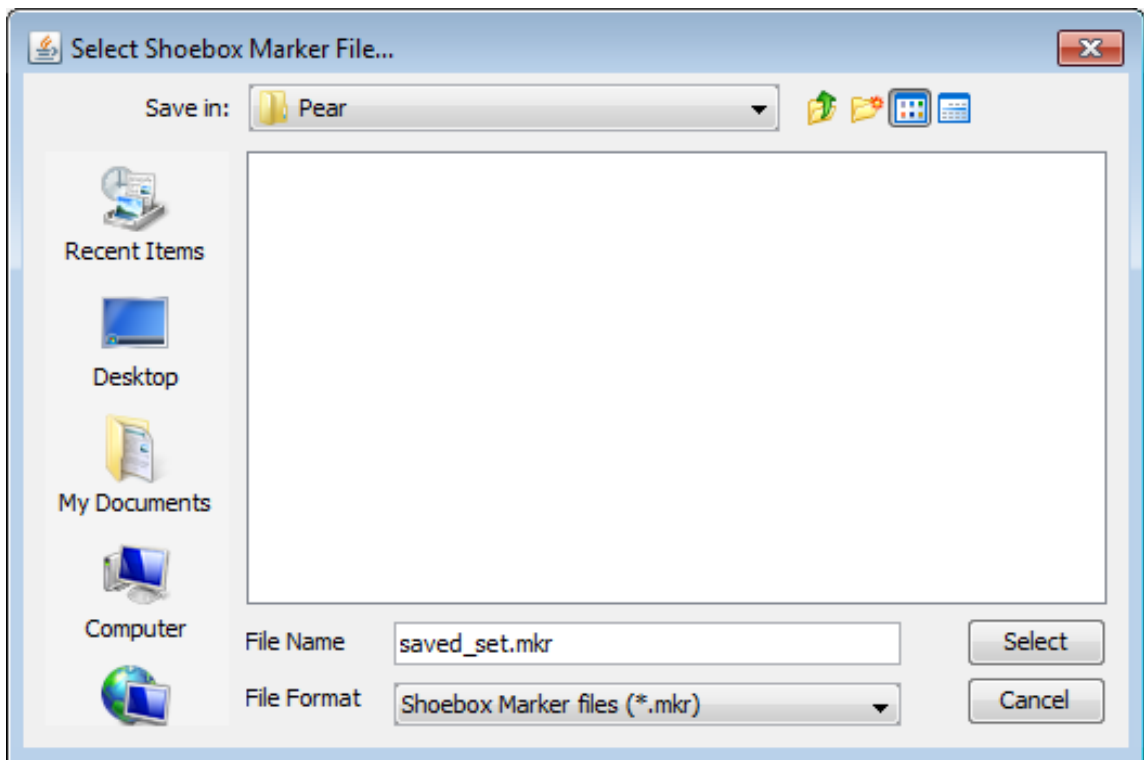 Select Shoebox Marker File...
Save in: Pear
Recent Items
Desktop
My Documents
Computer
File Name saved_set.mkr Select
File Format Shoebox Marker files (*.mkr) Cancel